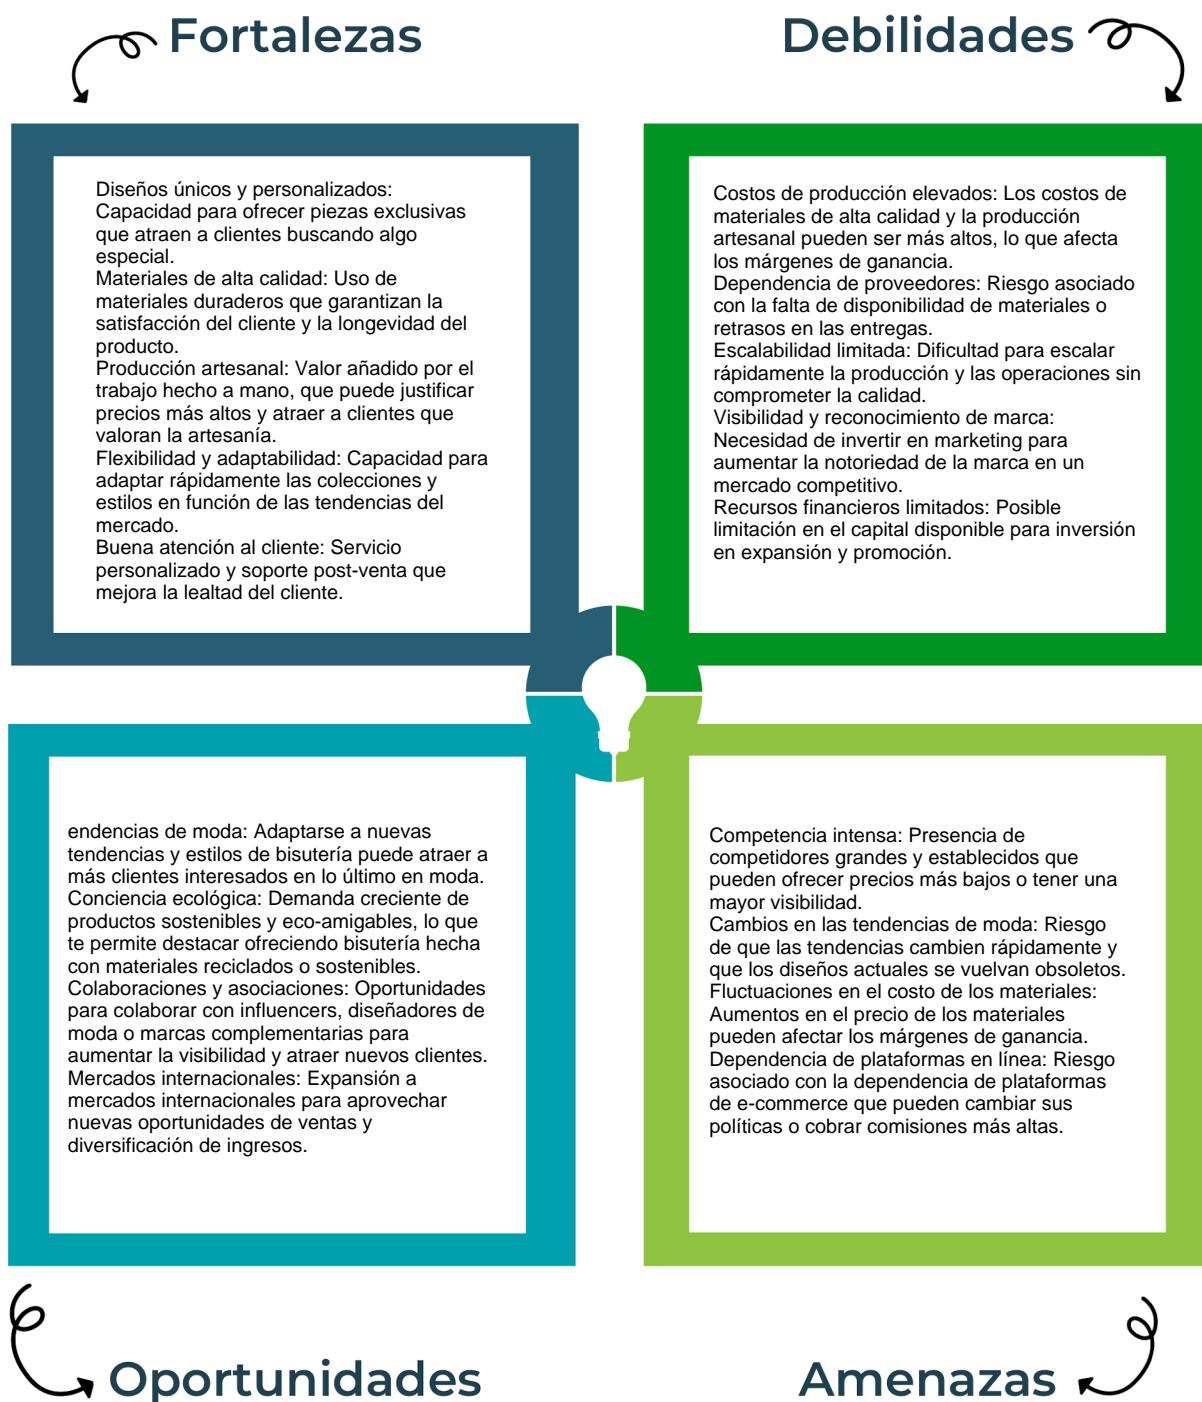 Fortalezas
Debilidades
Diseños únicos y personalizados:
Capacidad para ofrecer piezas exclusivas
que atraen a clientes buscando algo
especial.
Materiales de alta calidad: Uso de
materiales duraderos que garantizan la
satisfacción del cliente y la longevidad del
producto.
Producción artesanal: Valor añadido por el
trabajo hecho a mano, que puede justificar
precios más altos y atraer a clientes que
valoran la artesanía.
Flexibilidad y adaptabilidad: Capacidad para
adaptar rápidamente las colecciones y
estilos en función de las tendencias del
mercado.
Buena atención al cliente: Servicio
personalizado y soporte post-venta que
mejora la lealtad del cliente.
Costos de producción elevados: Los costos de
materiales de alta calidad y la producción
artesanal pueden ser más altos, lo que afecta
los márgenes de ganancia.
Dependencia de proveedores: Riesgo asociado
con la falta de disponibilidad de materiales o
retrasos en las entregas.
Escalabilidad limitada: Dificultad para escalar
rápidamente la producción y las operaciones sin
comprometer la calidad.
Visibilidad y reconocimiento de marca:
Necesidad de invertir en marketing para
aumentar la notoriedad de la marca en un
mercado competitivo.
Recursos financieros limitados: Posible
limitación en el capital disponible para inversión
en expansión y promoción.
endencias de moda: Adaptarse a nuevas
tendencias y estilos de bisutería puede atraer a
más clientes interesados en lo último en moda.
Conciencia ecológica: Demanda creciente de
productos sostenibles y eco-amigables, lo que
te permite destacar ofreciendo bisutería hecha
con materiales reciclados o sostenibles.
Colaboraciones y asociaciones: Oportunidades
para colaborar con influencers, diseñadores de
moda o marcas complementarias para
aumentar la visibilidad y atraer nuevos clientes.
Mercados internacionales: Expansión a
mercados internacionales para aprovechar
nuevas oportunidades de ventas y
diversificación de ingresos.
Competencia intensa: Presencia de
competidores grandes y establecidos que
pueden ofrecer precios más bajos o tener una
mayor visibilidad.
Cambios en las tendencias de moda: Riesgo
de que las tendencias cambien rápidamente y
que los diseños actuales se vuelvan obsoletos.
Fluctuaciones en el costo de los materiales:
Aumentos en el precio de los materiales
pueden afectar los márgenes de ganancia.
Dependencia de plataformas en línea: Riesgo
asociado con la dependencia de plataformas
de e-commerce que pueden cambiar sus
políticas o cobrar comisiones más altas.
Oportunidades
Amenazas